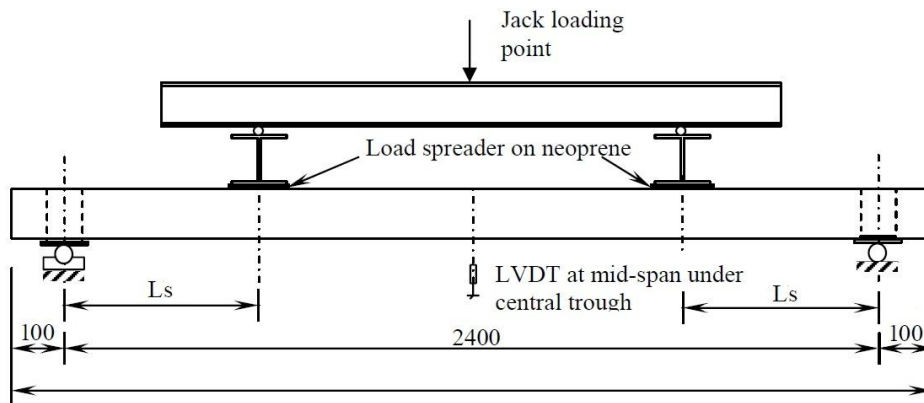 Jack loading
point
Load spreader on neoprene
LVDT at mid-span under
central trough
Ls
Ls
100
2400
100